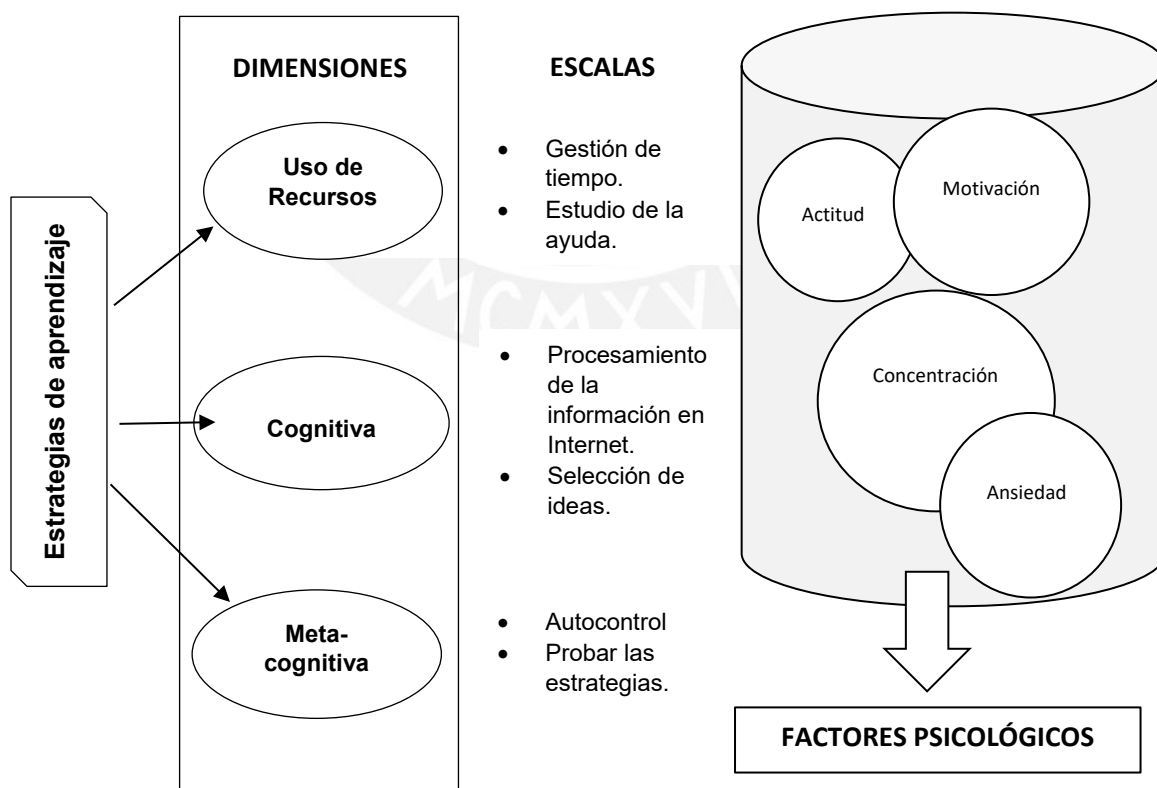 Estrategias de aprendizaje
DIMENSIONES
Uso de
Recursos
Cognitiva
Meta-
cognitiva
ESCALAS
• Gestión de
tiempo.
• Estudio de la
ayuda.
• Procesamiento
de la
información en
Internet.
• Selección de
ideas.
• Autocontrol
• Probar las
estrategias.
Actitud
Motivación
Concentración
Ansiedad
FACTORES PSICOLÓGICOS
MCMXVI